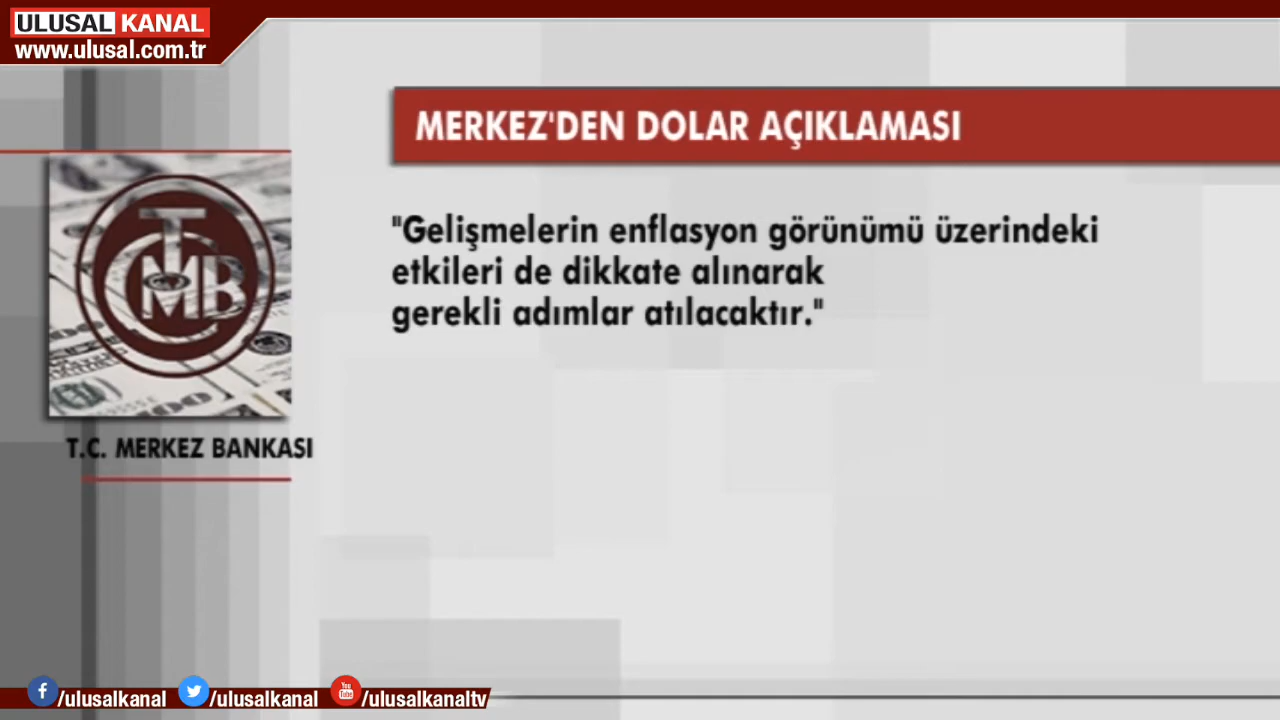 ULUSAL KANAL
www.ulusal.com.tr
MERKEZ'DEN DOLAR AÇIKLAMASI
"Gelişmelerin enflasyon görünümü üzerindeki
etkileri de dikkate alınarak
gerekli adımlar atılacaktır."
TCMB
T.C. MERKEZ BANKASI
/ulusalkanal /ulusalkanal /ulusalkanaltv